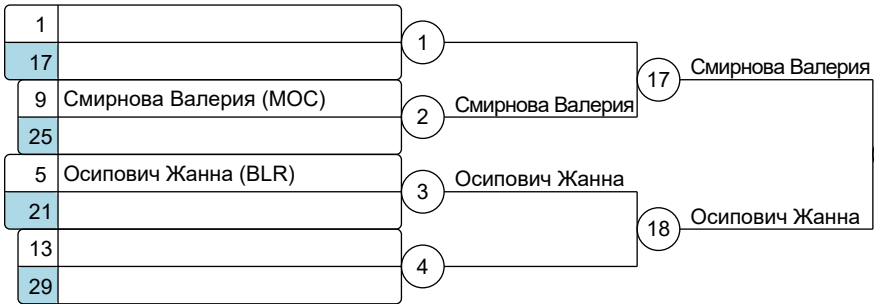 1
17
1
9 Смирнова Валерия (МОС)
25
2
Смирнова Валерия
17
Смирнова Валерия
5 Осипович Жанна (BLR)
21
3
Осипович Жанна
18
Осипович Жанна
13
29
4